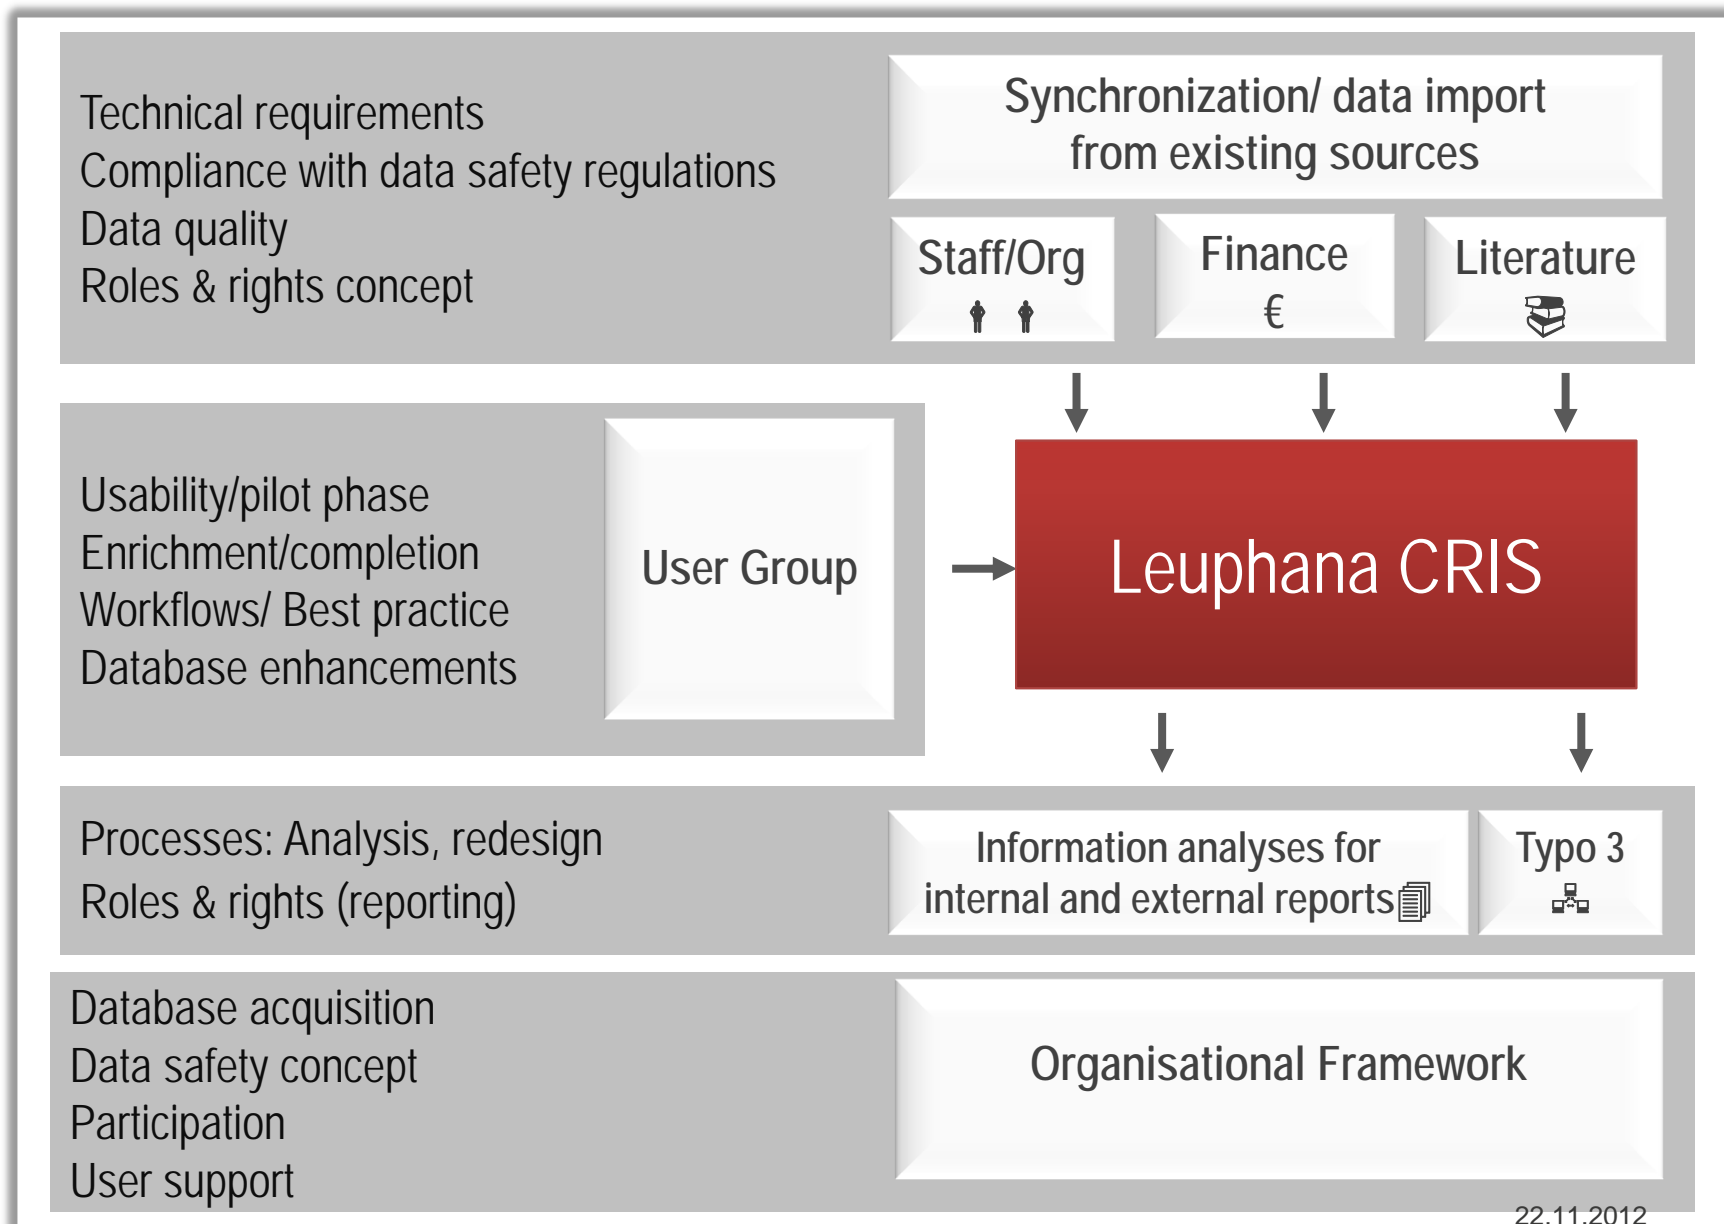 Technical requirements
Compliance with data safety regulations
Data quality
Roles & rights concept
Synchronization/ data import
from existing sources
Staff/Org
Finance
€
Literature
Usability/pilot phase
Enrichment/completion
Workflows/ Best practice
Database enhancements
User Group
Leuphana CRIS
Processes: Analysis, redesign
Roles & rights (reporting)
Information analyses for
internal and external reports
Typo 3
Database acquisition
Data safety concept
Participation
User support
Organisational Framework
22.11.2012